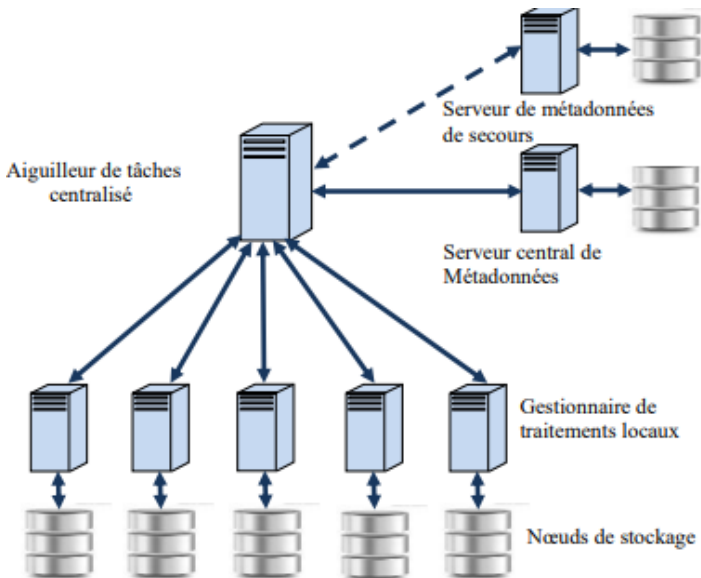 Serveur de métadonnées
de secours
Aiguilleur de tâches
centralisé
Serveur central de
Métadonnées
Gestionnaire de
traitements locaux
Nœuds de stockage